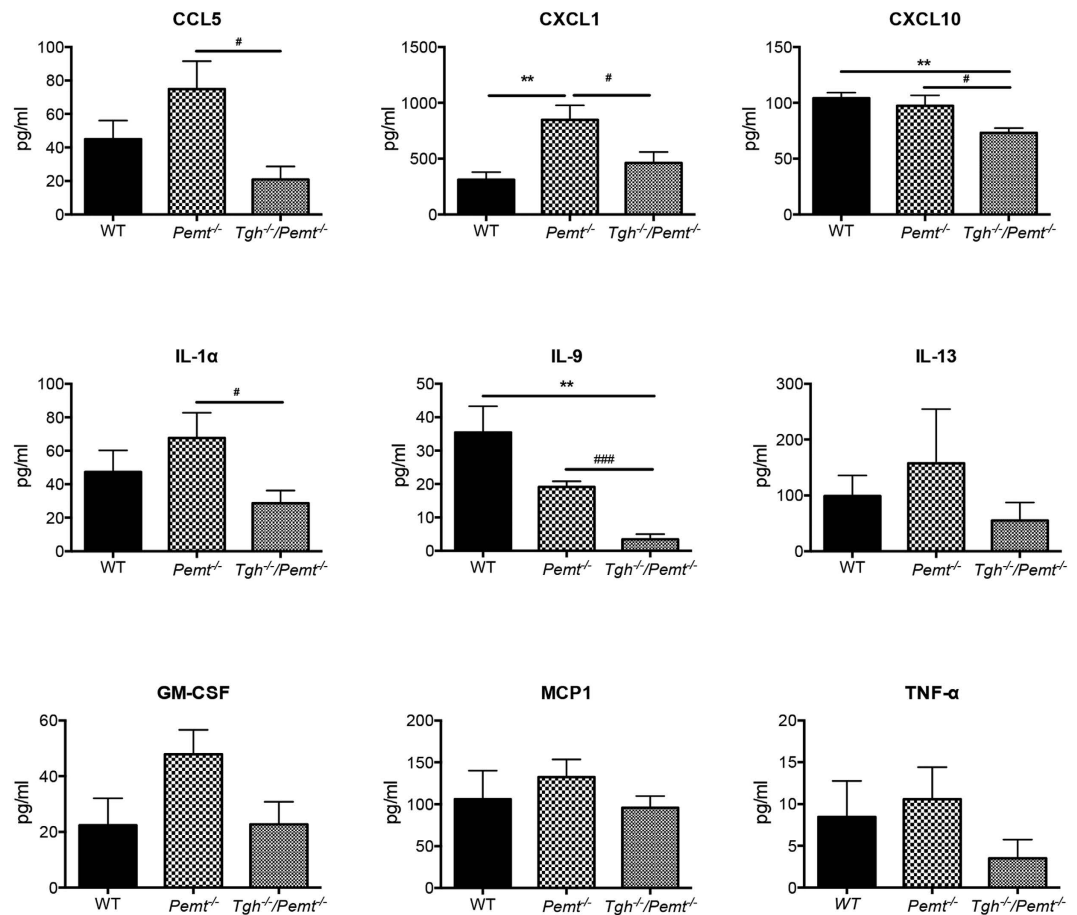 CCL5
pg/ml
100
80
60
40
20
0
#
WT
Pemt-/-
Tgh-/-/Pemt-/-
CXCL1
pg/ml
1500
1000
500
0
**
#
WT
Pemt-/-
Tgh-/-/Pemt-/-
CXCL10
pg/ml
150
100
50
0
**
#
WT
Pemt-/-
Tgh-/-/Pemt-/-
IL-1α
pg/ml
100
80
60
40
20
0
#
WT
Pemt-/-
Tgh-/-/Pemt-/-
IL-9
pg/ml
50
40
30
20
10
0
**
###
WT
Pemt-/-
Tgh-/-/Pemt-/-
IL-13
pg/ml
300
200
100
0
WT
Pemt-/-
Tgh-/-/Pemt-/-
GM-CSF
pg/ml
60
40
20
0
WT
Pemt-/-
Tgh-/-/Pemt-/-
MCP1
pg/ml
200
150
100
50
0
WT
Pemt-/-
Tgh-/-/Pemt-/-
TNF-α
pg/ml
20
15
10
5
0
WT
Pemt-/-
Tgh-/-/Pemt-/-